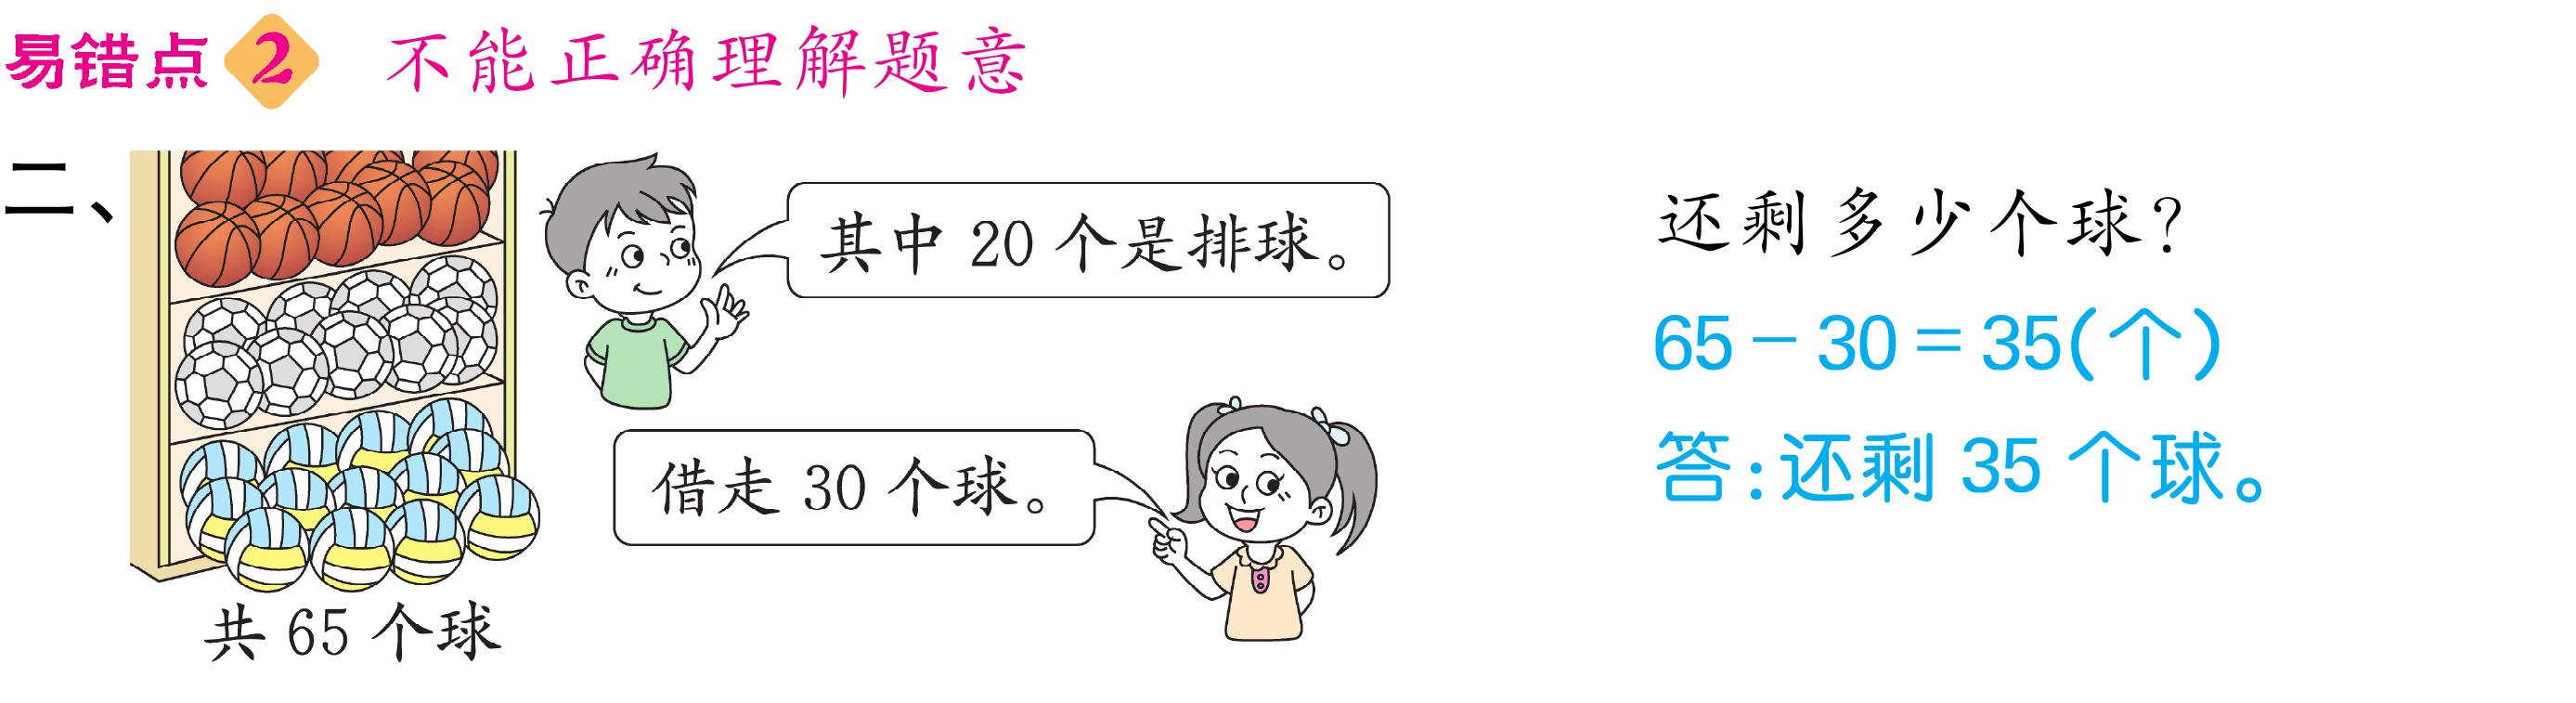 易错点 2 不能正确理解题意
二、
其中 20 个是排球。
借走 30 个球。
共 65 个球
还剩多少个球？
65－30＝35(个)
答：还剩 35 个球。